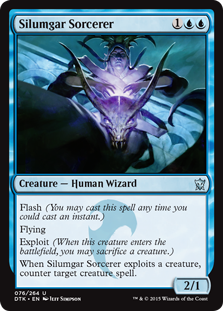 Silumgar Sorcerer 1
Creature — Human Wizard
Flash (You may cast this spell any time you
could cast an instant.)
Flying
Exploit (When this creature enters the
battlefield, you may sacrifice a creature.)
When Silumgar Sorcerer exploits a creature,
counter target creature spell.
2/1
076/264 U
DTK • EN Jeff Simpson
™ & © 2015 Wizards of the Coast